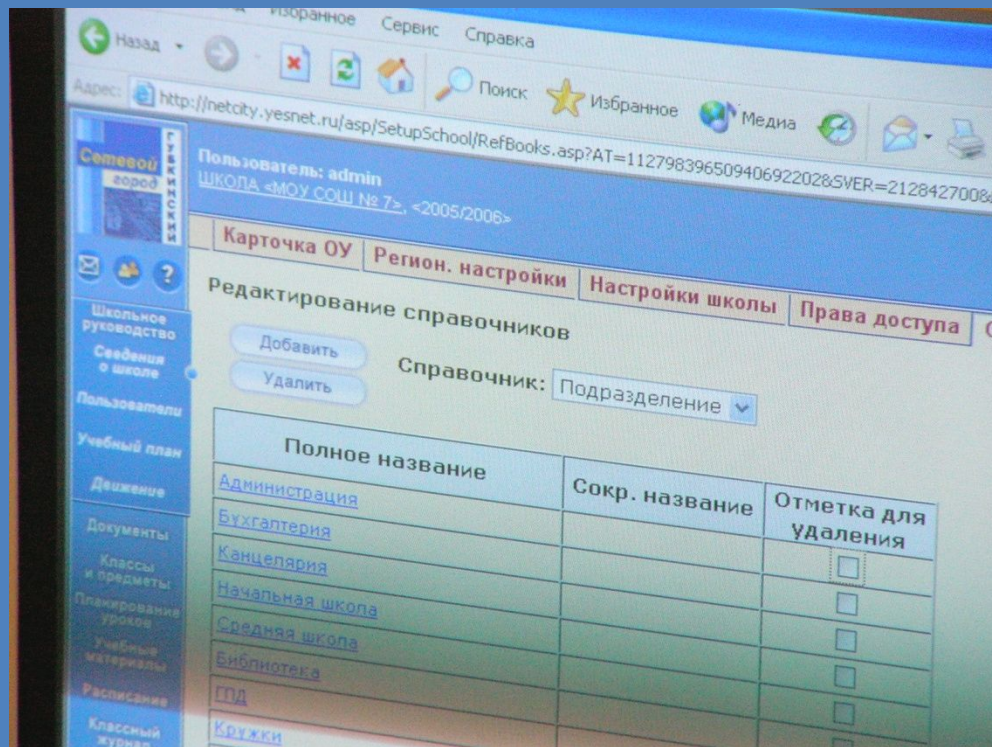 Избранное Сервис Справка
Назад Поиск Избранное Медиа
Адрес: http://netcity.yesnet.ru/asp/SetupSchool/RefBooks.asp?AT=112798396509406922028&SVER=2128427008
Сетевой город
ГУБКИНСКИЙ
Пользователь: admin
ШКОЛА <МОУ СОШ № 7>, <2005/2006>
Карточка ОУ Регион. настройки Настройки школы Права доступа
Редактирование справочников
Добавить
Удалить
Справочник: Подразделение
Школьное
руководство
Сведения
о школе
Пользователи
Учебный план
Движение
Документы
Классы
и предметы
Планирование
уроков
Учебные
материалы
Расписание
Классный
журнал
Полное название Сокр. название Отметка для
удаления
Администрация
Бухгалтерия
Канцелярия
Начальная школа
Средняя школа
Библиотека
ГПД
Кружки